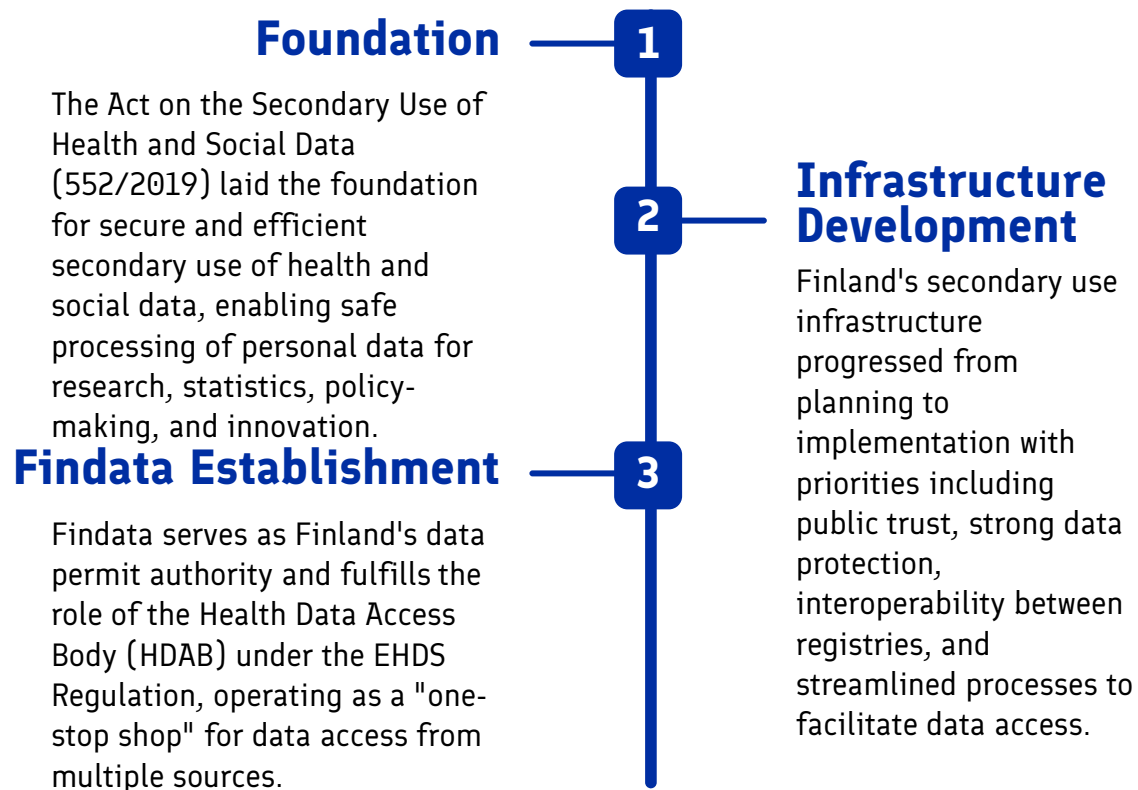 Foundation
1
The Act on the Secondary Use of
Health and Social Data
(552/2019) laid the foundation
for secure and efficient
secondary use of health and
social data, enabling safe
processing of personal data for
research, statistics, policy-
making, and innovation.
2
Infrastructure
Development
Finland's secondary use
infrastructure
progressed from
planning to
implementation with
priorities including
public trust, strong data
protection,
interoperability between
registries, and
streamlined processes to
facilitate data access.
Findata Establishment
3
Findata serves as Finland's data
permit authority and fulfills the
role of the Health Data Access
Body (HDAB) under the EHDS
Regulation, operating as a "one-
stop shop" for data access from
multiple sources.